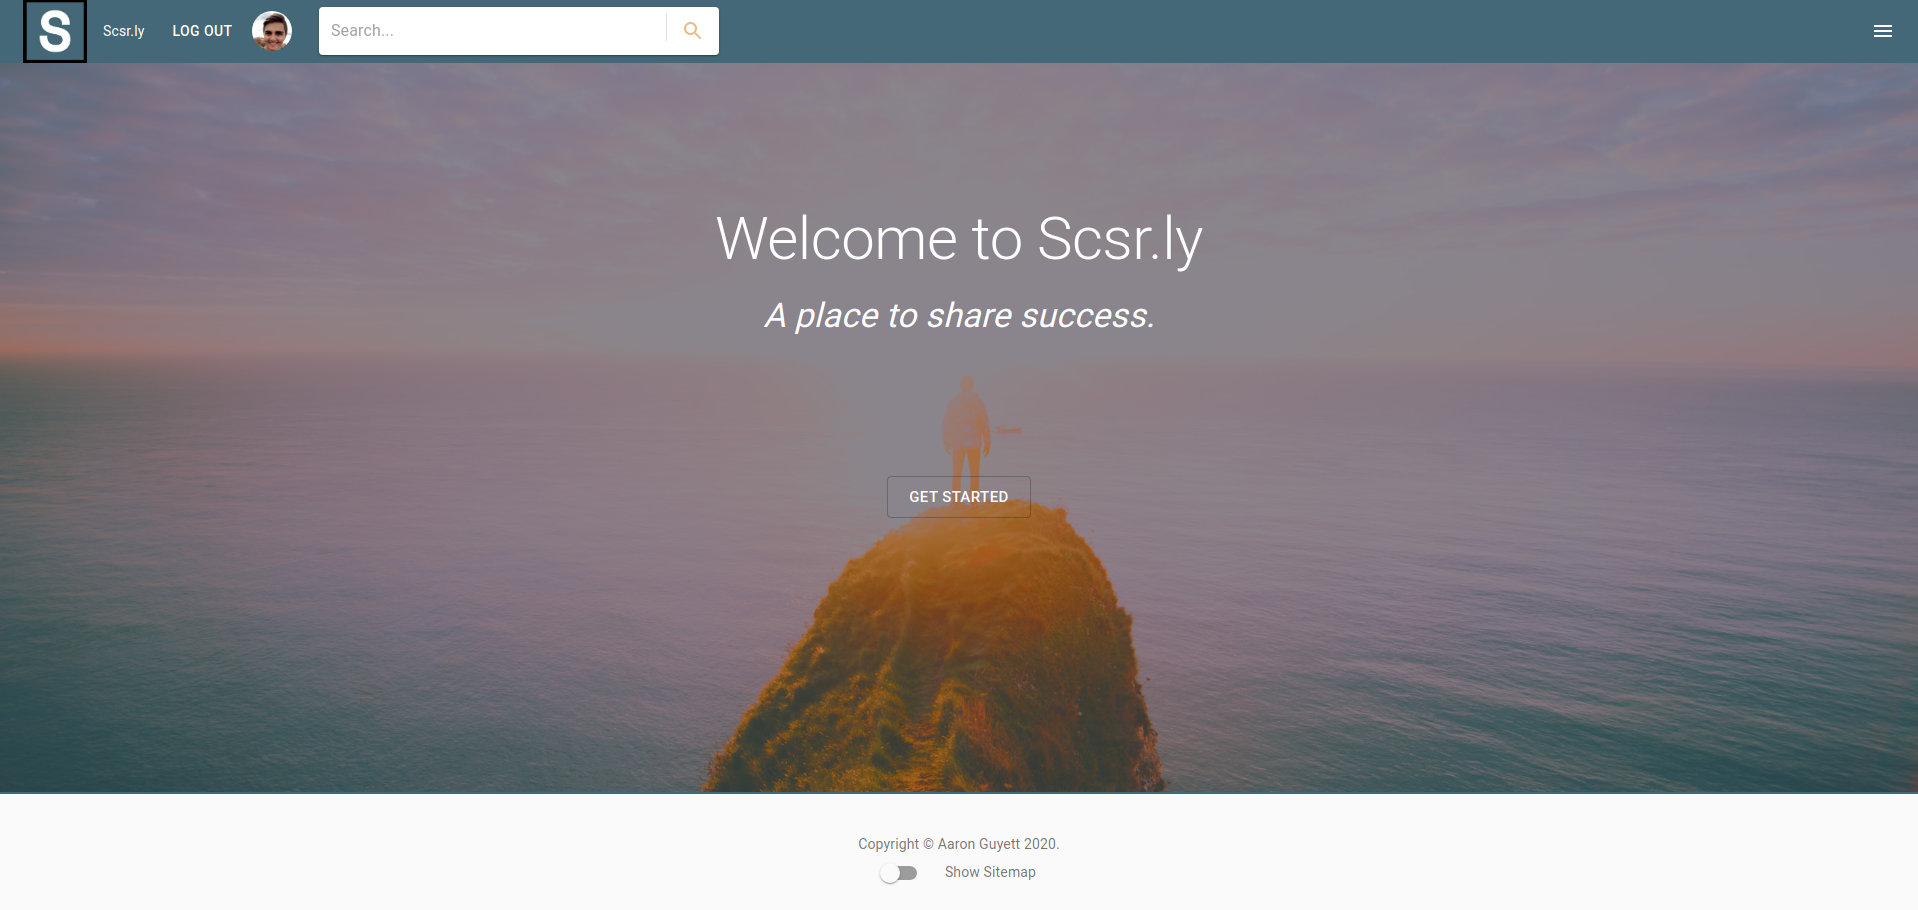 S
Scsr.ly
LOG OUT
Search...
Welcome to Scsr.ly
A place to share success.
GET STARTED
Copyright © Aaron Guyett 2020.
Show Sitemap